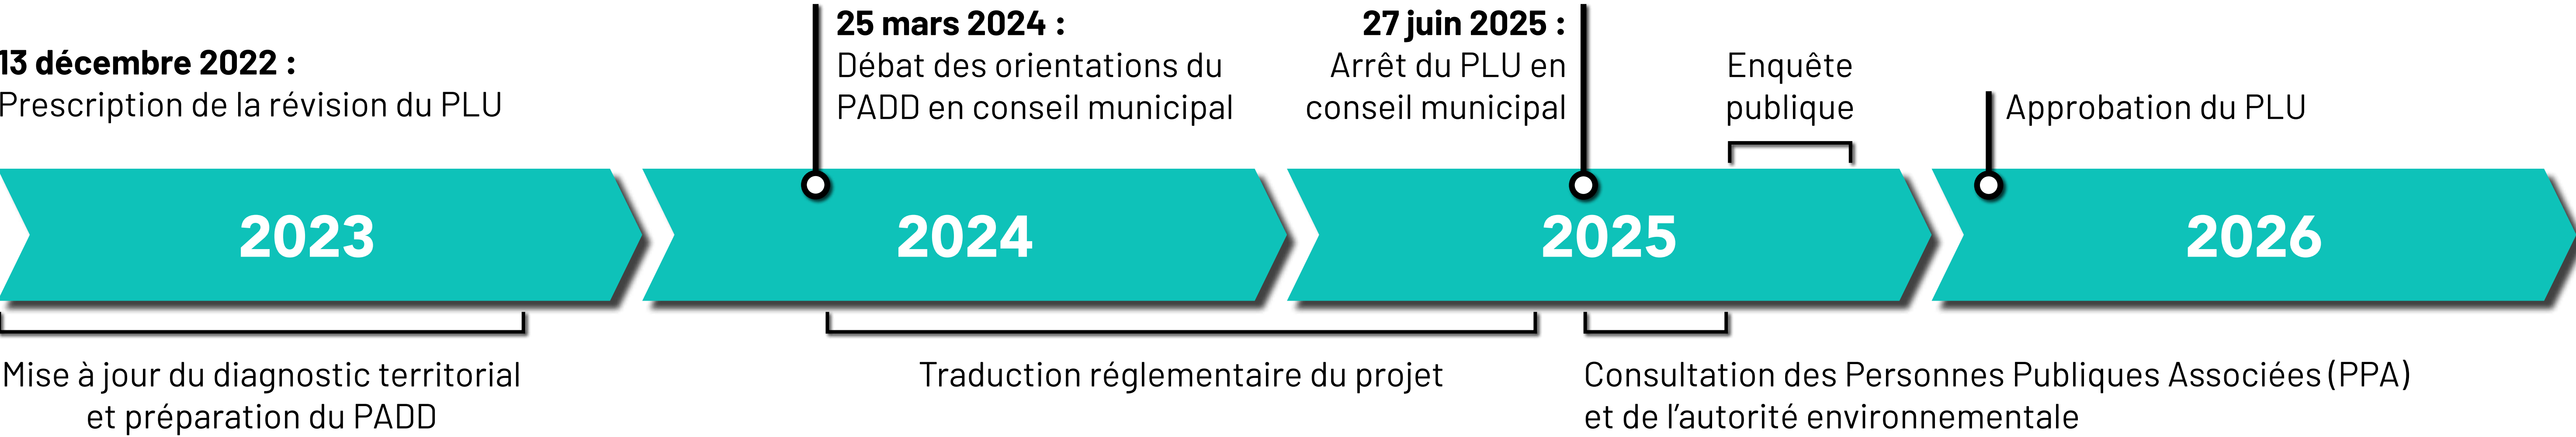 13 décembre 2022 :
Prescription de la révision du PLU
25 mars 2024 :
Débat des orientations du
PADD en conseil municipal
27 juin 2025 :
Arrêt du PLU en
conseil municipal
Enquête
publique
Approbation du PLU
2023
2024
2025
2026
Mise à jour du diagnostic territorial
et préparation du PADD
Traduction réglementaire du projet
Consultation des Personnes Publiques Associées (PPA)
et de l’autorité environnementale